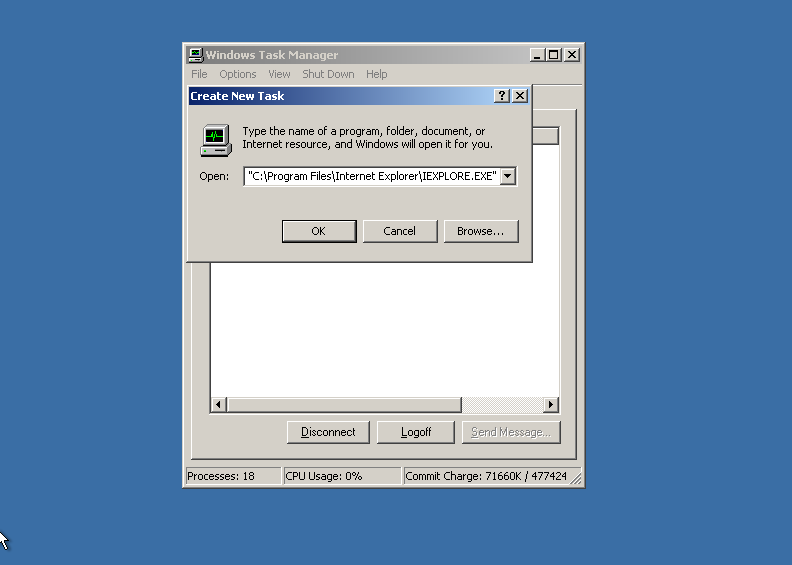 Windows Task Manager
File Options View Shut Down Help
Create New Task
Type the name of a program, folder, document, or
Internet resource, and Windows will open it for you.
Open: "C:\Program Files\Internet Explorer\IEXPLORE.EXE"
OK Cancel Browse...
Disconnect Logoff Send Message...
Processes: 18 CPU Usage: 0% Commit Charge: 71660K / 477424